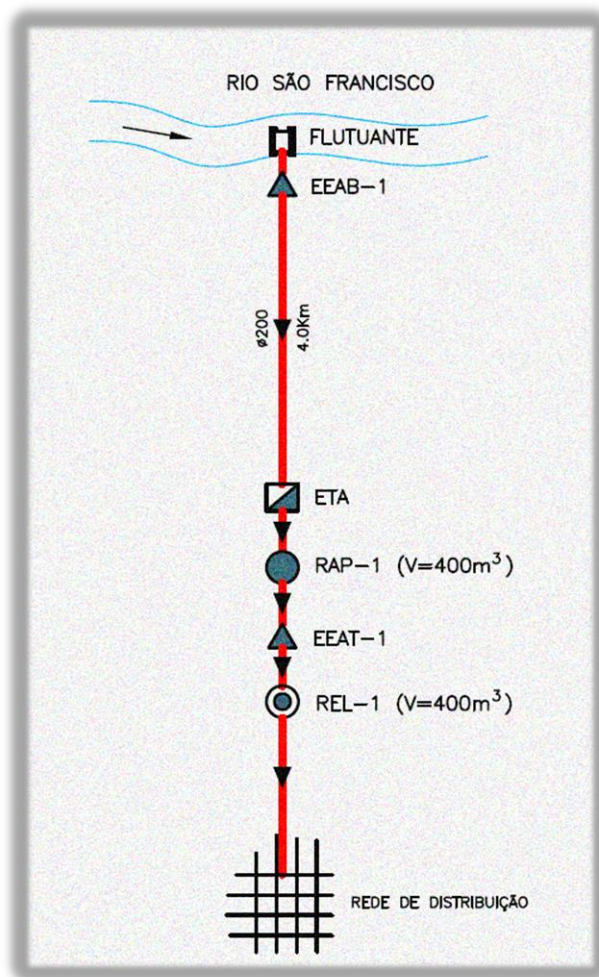 RIO SÃO FRANCISCO
FLUTUANTE
EEAB-1
ø200
4.0Km
ETA
RAP-1 (V=400m³)
EEAT-1
REL-1 (V=400m³)
REDE DE DISTRIBUIÇÃO